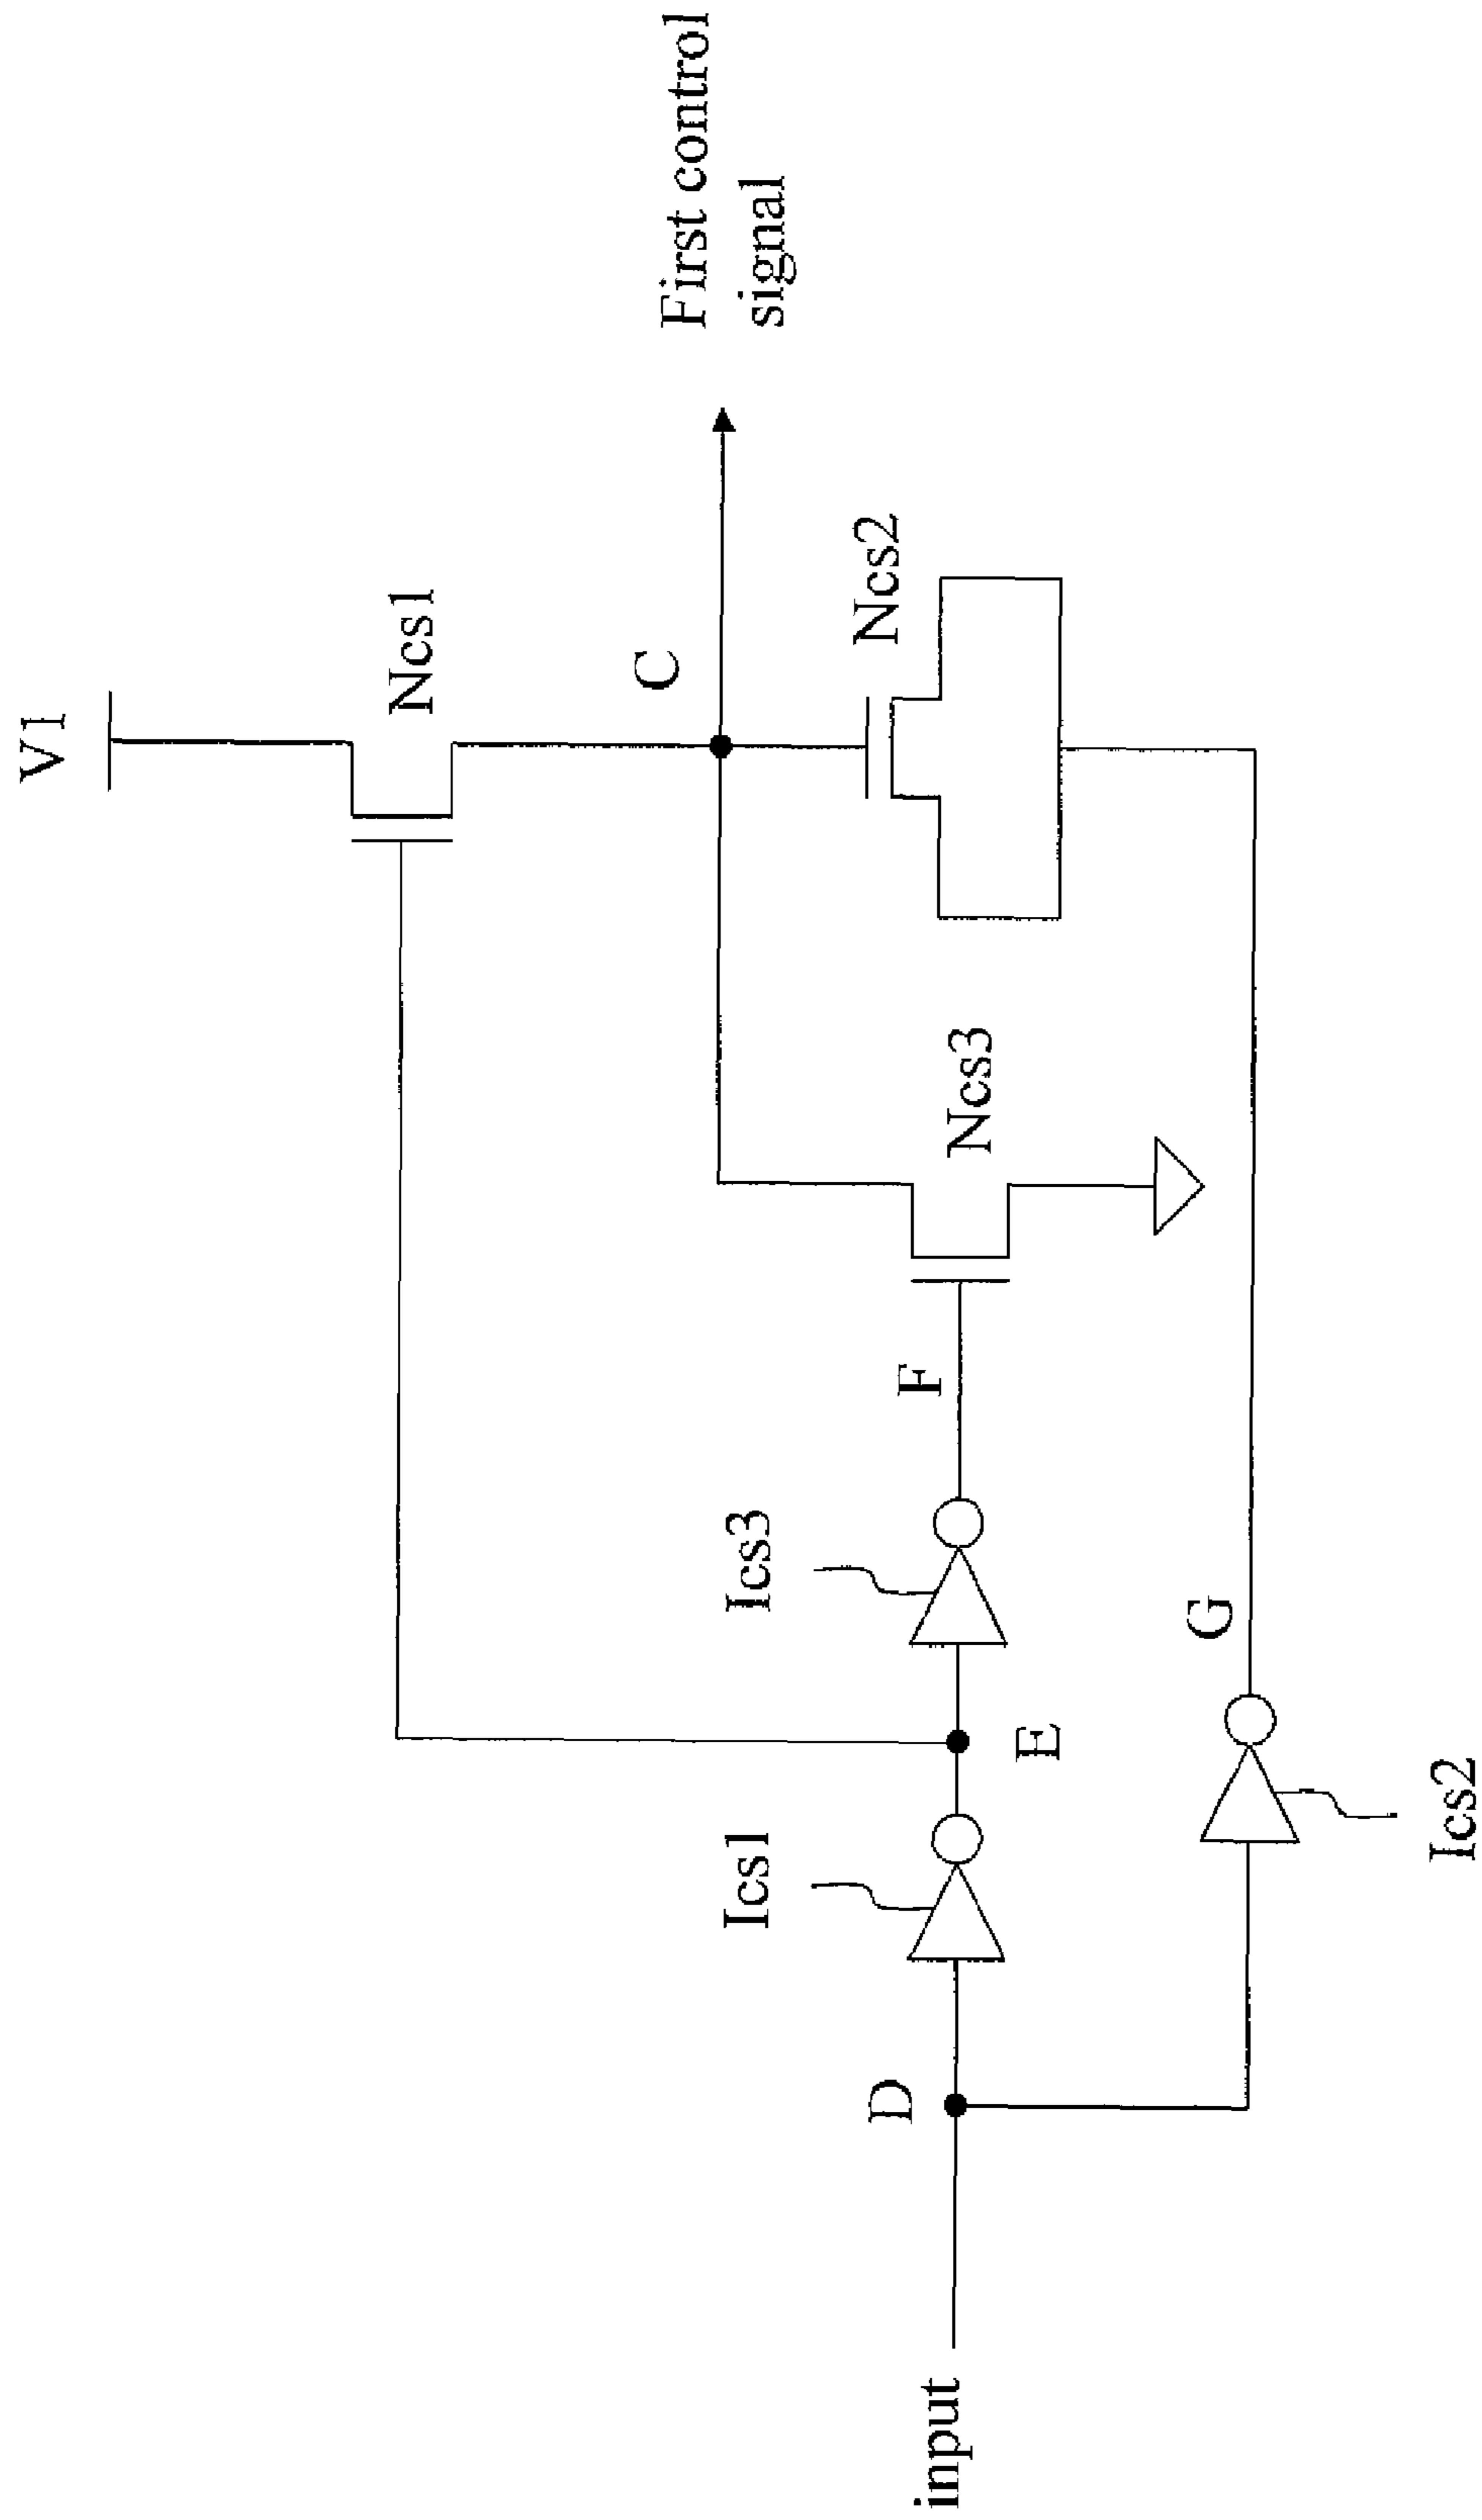 V1
Ncs1
First control
signal
C
Ncs2
Ncs3
F
Ics3
G
E
Ics1
Ics2
D
input